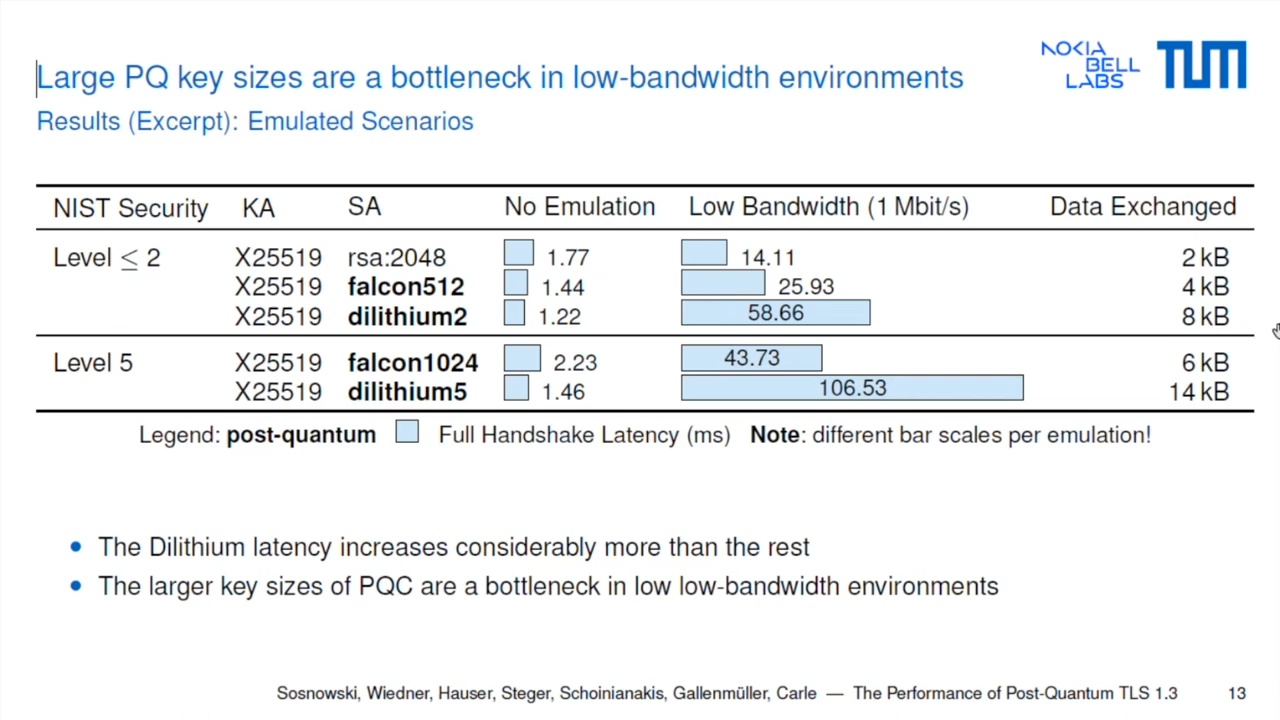 Large PQ key sizes are a bottleneck in low-bandwidth environments
NOKIA
BELL
LABS
TUM
Results (Excerpt): Emulated Scenarios
NIST Security KA SA No Emulation Low Bandwidth (1 Mbit/s) Data Exchanged
Level ≤ 2 X25519 rsa:2048 1.77 14.11 2 kB
X25519 falcon512 1.44 25.93 4 kB
X25519 dilithium2 1.22 58.66 8 kB
Level 5 X25519 falcon1024 2.23 43.73 6 kB
X25519 dilithium5 1.46 106.53 14 kB
Legend: post-quantum Full Handshake Latency (ms) Note: different bar scales per emulation!
• The Dilithium latency increases considerably more than the rest
• The larger key sizes of PQC are a bottleneck in low low-bandwidth environments
Sosnowski, Wiedner, Hauser, Steger, Schoinianakis, Gallenmüller, Carle — The Performance of Post-Quantum TLS 1.3 13